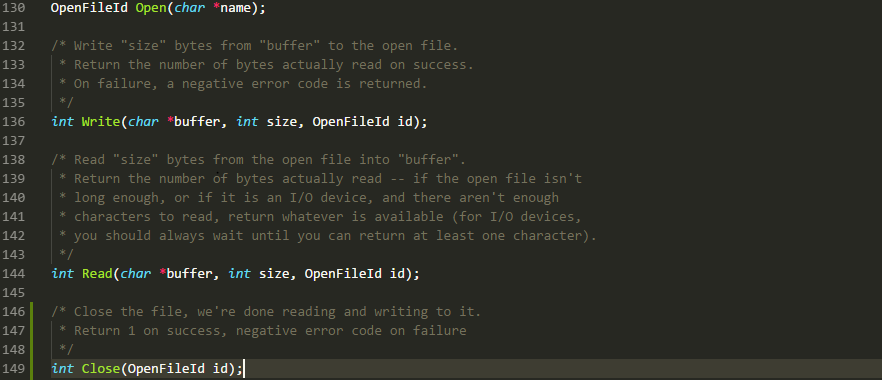 130 OpenFileId Open(char *name);
131
132 /* Write "size" bytes from "buffer" to the open file.
133  * Return the number of bytes actually read on success.
134  * On failure, a negative error code is returned.
135  */
136 int Write(char *buffer, int size, OpenFileId id);
137
138 /* Read "size" bytes from the open file into "buffer".
139  * Return the number of bytes actually read -- if the open file isn't
140  * long enough, or if it is an I/O device, and there aren't enough
141  * characters to read, return whatever is available (for I/O devices,
142  * you should always wait until you can return at least one character).
143  */
144 int Read(char *buffer, int size, OpenFileId id);
145
146 /* Close the file, we're done reading and writing to it.
147  * Return 1 on success, negative error code on failure
148  */
149 int Close(OpenFileId id);